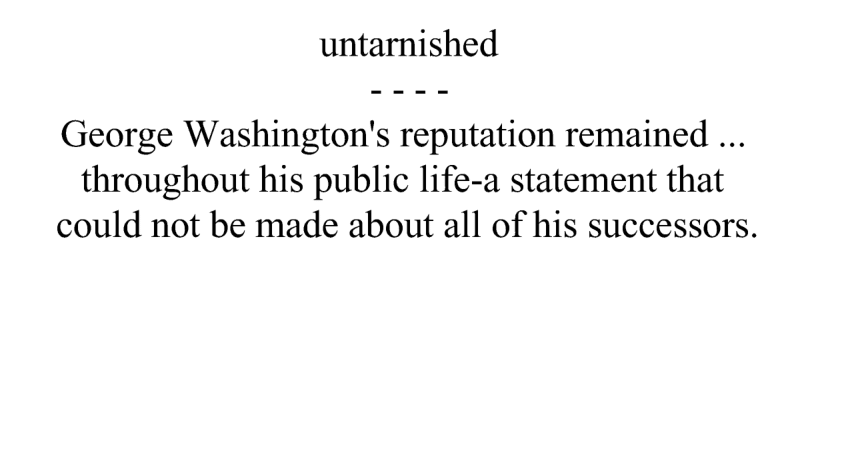 untarnished
- - - -
George Washington's reputation remained ...
throughout his public life-a statement that
could not be made about all of his successors.